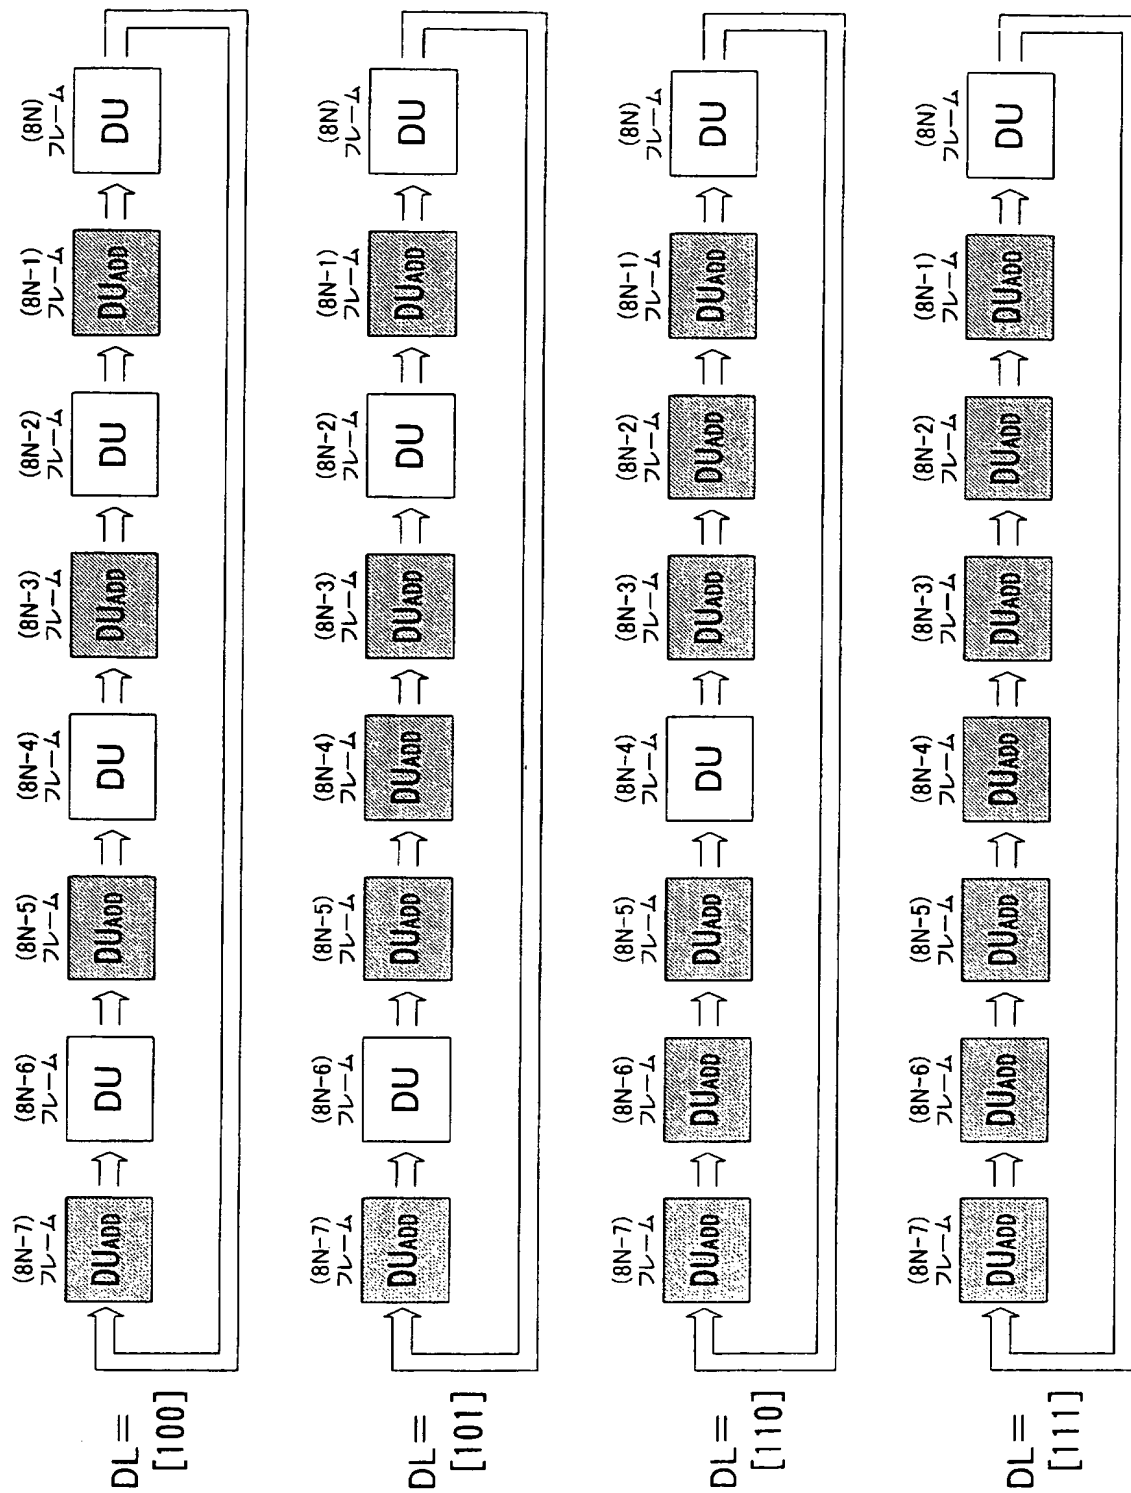 DL=
[100]
(8N-7)
フレーム
(8N-6)
フレーム
(8N-5)
フレーム
(8N-4)
フレーム
(8N-3)
フレーム
(8N-2)
フレーム
(8N-1)
フレーム
(8N)
フレーム
DUADD
DU
DUADD
DU
DUADD
DU
DUADD
DU
DL=
[101]
(8N-7)
フレーム
(8N-6)
フレーム
(8N-5)
フレーム
(8N-4)
フレーム
(8N-3)
フレーム
(8N-2)
フレーム
(8N-1)
フレーム
(8N)
フレーム
DUADD
DU
DUADD
DUADD
DUADD
DU
DUADD
DU
DL=
[110]
(8N-7)
フレーム
(8N-6)
フレーム
(8N-5)
フレーム
(8N-4)
フレーム
(8N-3)
フレーム
(8N-2)
フレーム
(8N-1)
フレーム
(8N)
フレーム
DUADD
DUADD
DUADD
DU
DUADD
DUADD
DUADD
DU
DL=
[111]
(8N-7)
フレーム
(8N-6)
フレーム
(8N-5)
フレーム
(8N-4)
フレーム
(8N-3)
フレーム
(8N-2)
フレーム
(8N-1)
フレーム
(8N)
フレーム
DUADD
DUADD
DUADD
DUADD
DUADD
DUADD
DUADD
DU